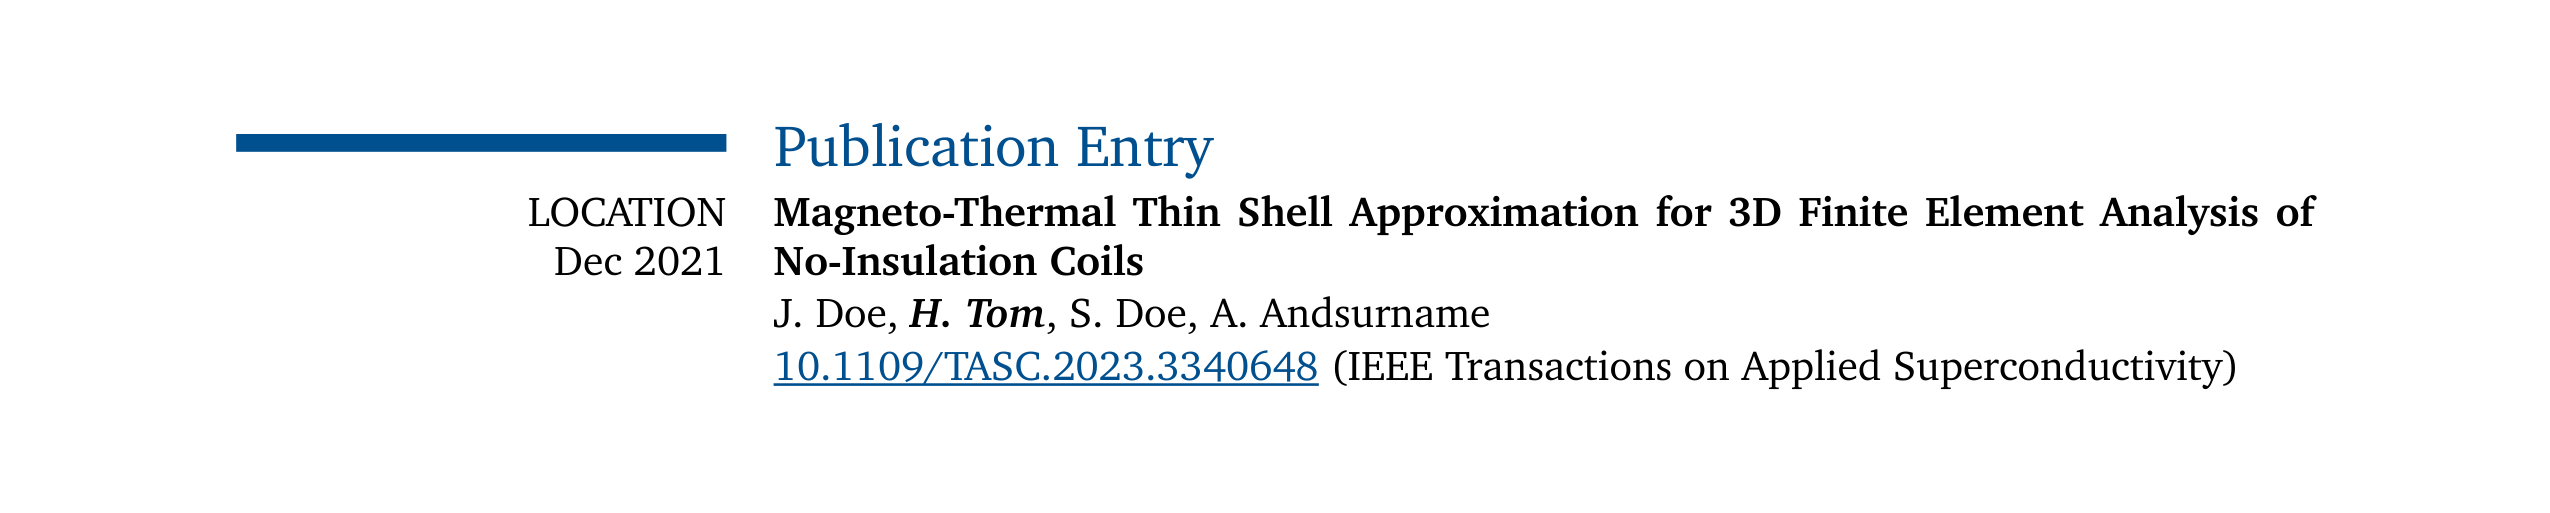 Publication Entry
LOCATION
Dec 2021
Magneto-Thermal Thin Shell Approximation for 3D Finite Element Analysis of
No-Insulation Coils
J. Doe, H. Tom, S. Doe, A. Andsurname
10.1109/TASC.2023.3340648 (IEEE Transactions on Applied Superconductivity)